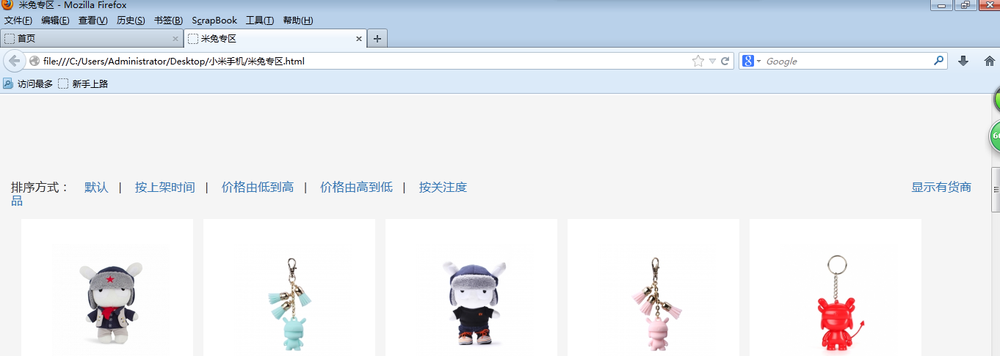 米兔专区 - Mozilla Firefox
文件(F) 编辑(E) 查看(V) 历史(S) 书签(B) ScrapBook 工具(T) 帮助(H)
首页 × 米兔专区 × +
file:///C:/Users/Administrator/Desktop/小米手机/米兔专区.html Google
访问最多 新手上路
排序方式： 默认 | 按上架时间 | 价格由低到高 | 价格由高到低 | 按关注度 显示有货商
品